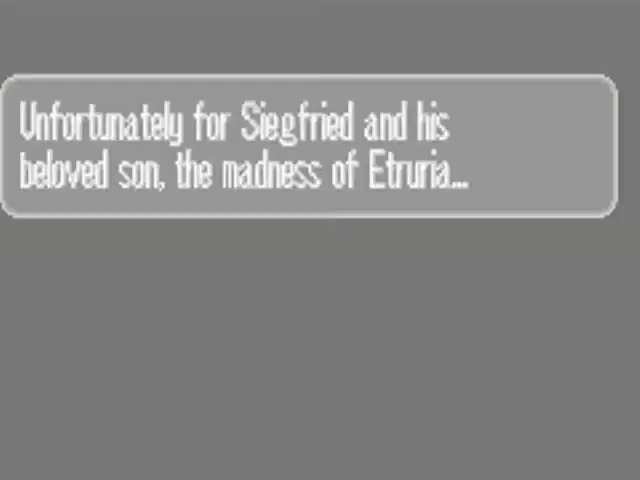 Unfortunately for Siegfried and his
beloved son, the madness of Etruria...